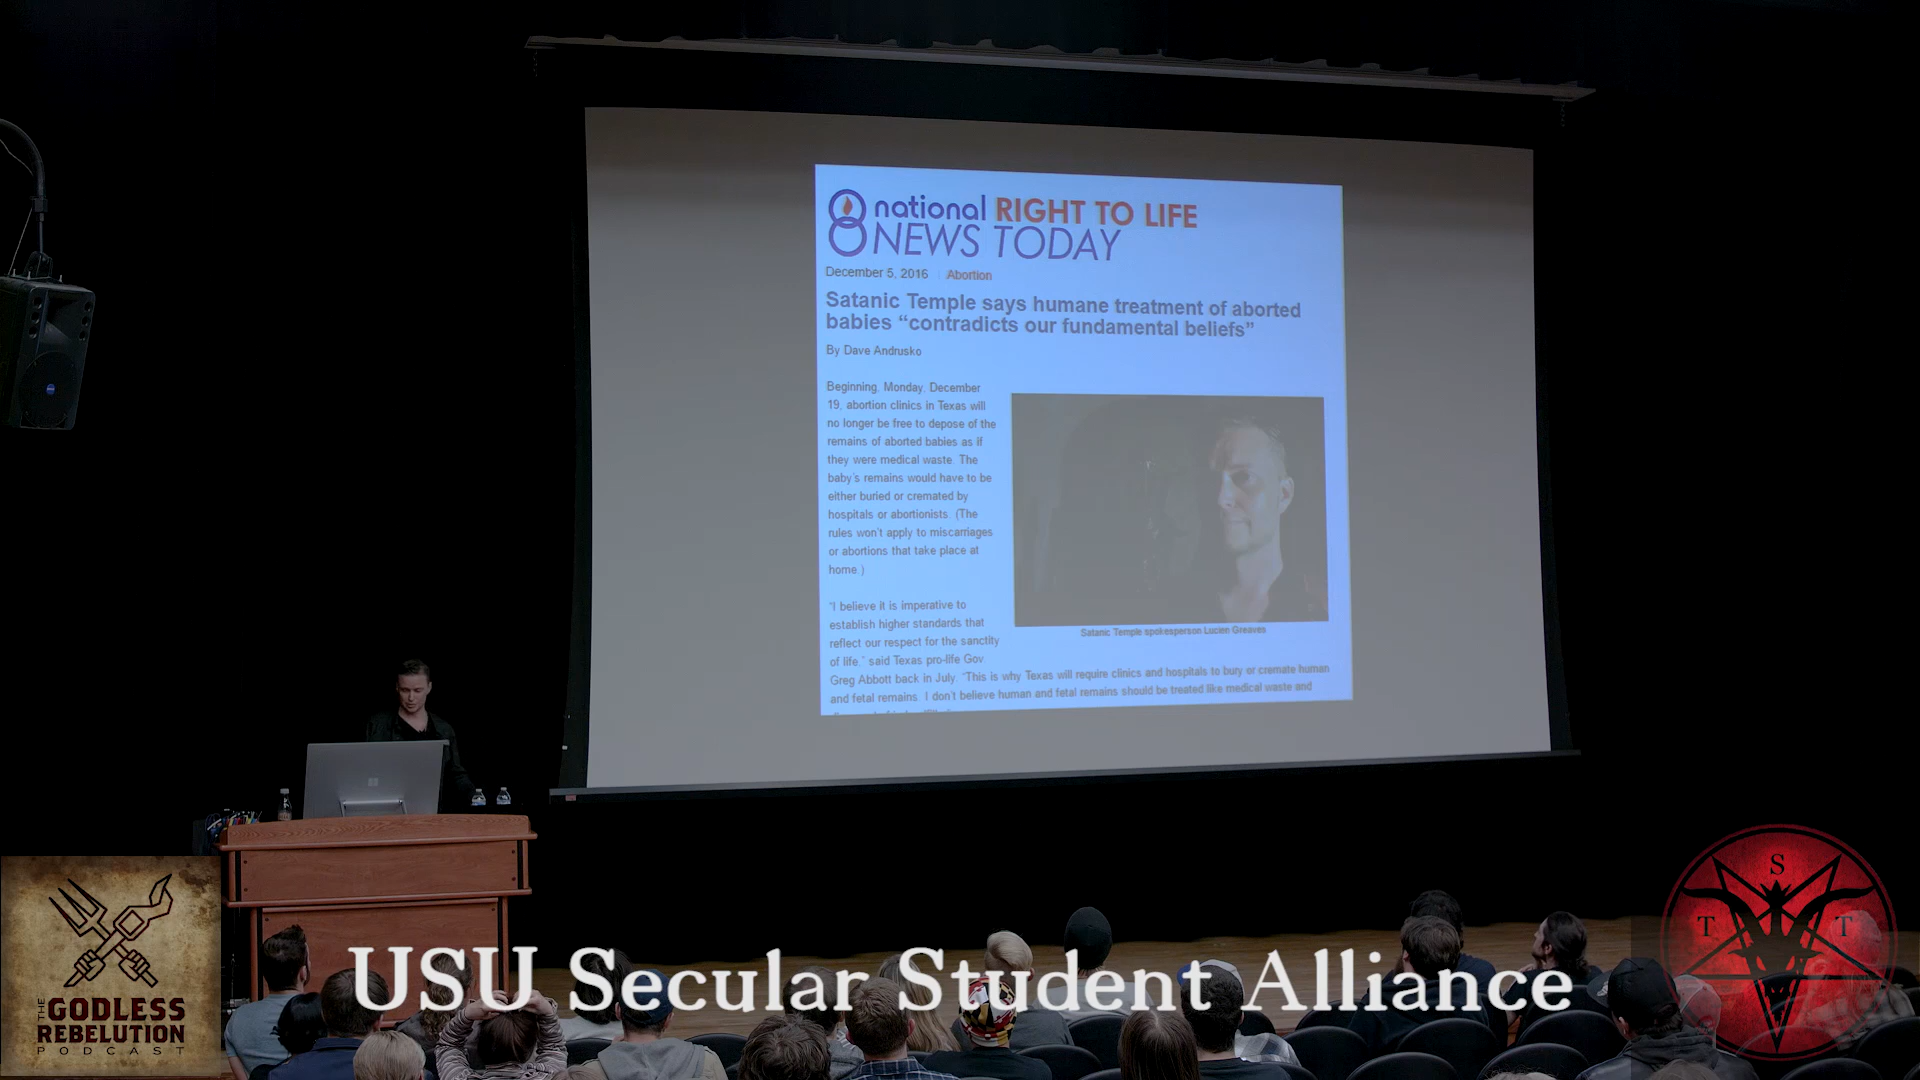 national RIGHT TO LIFE
NEWS TODAY
December 5, 2016 | Abortion
Satanic Temple says humane treatment of aborted
babies “contradicts our fundamental beliefs”
By Dave Andrusko
Beginning, Monday, December
19, abortion clinics in Texas will
no longer be free to depose of the
remains of aborted babies as if
they were medical waste. The
baby’s remains would have to be
either buried or cremated by
hospitals or abortionists. (The
rules won’t apply to miscarriages
or abortions that take place at
home.)
Satanic Temple spokesperson Lucien Greaves
“I believe it is imperative to
establish higher standards that
reflect our respect for the sanctity
of life,” said Texas pro-life Gov.
Greg Abbott back in July. “This is why Texas will require clinics and hospitals to bury or cremate human
and fetal remains. I don’t believe human and fetal remains should be treated like medical waste and
THE
GODLESS
REBELUTION
PODCAST
USU Secular Student Alliance
S
T T